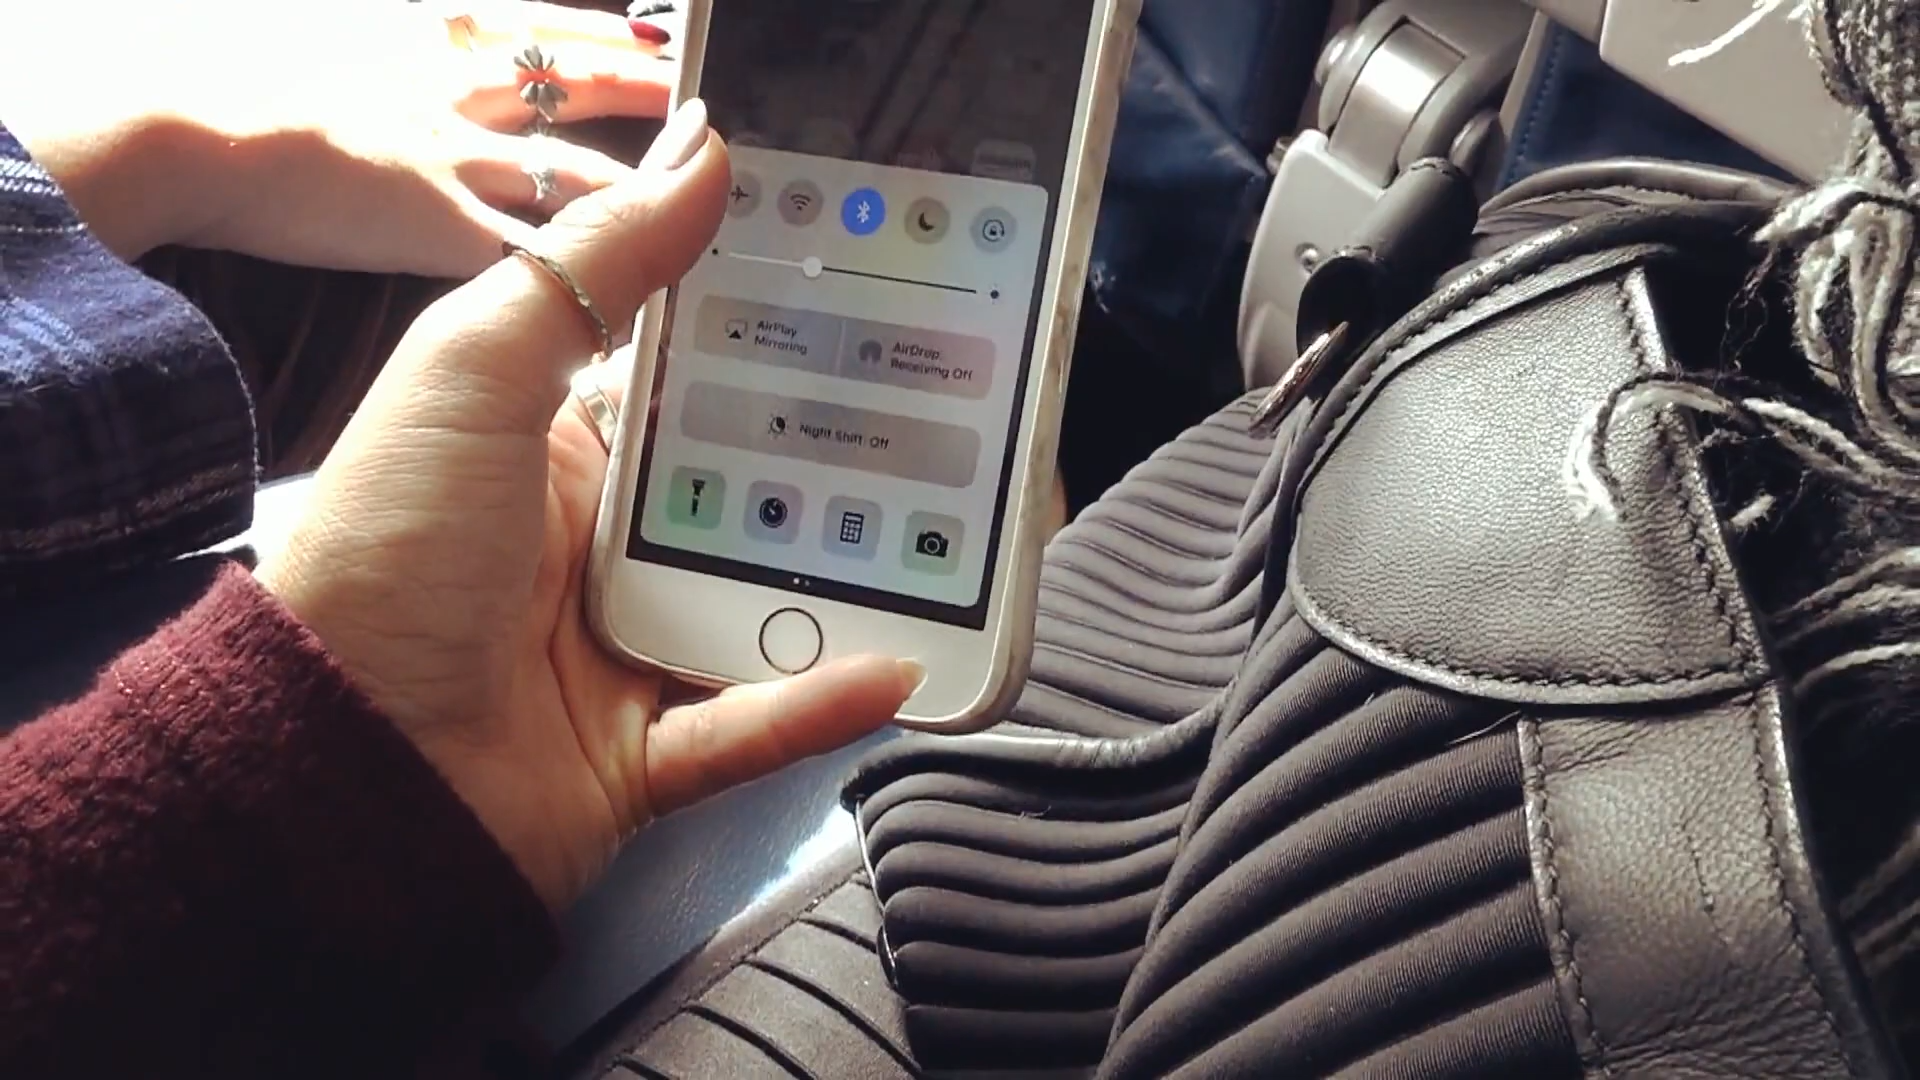 AirPlay
Mirroring
AirDrop:
Receiving Off
Night Shift: Off